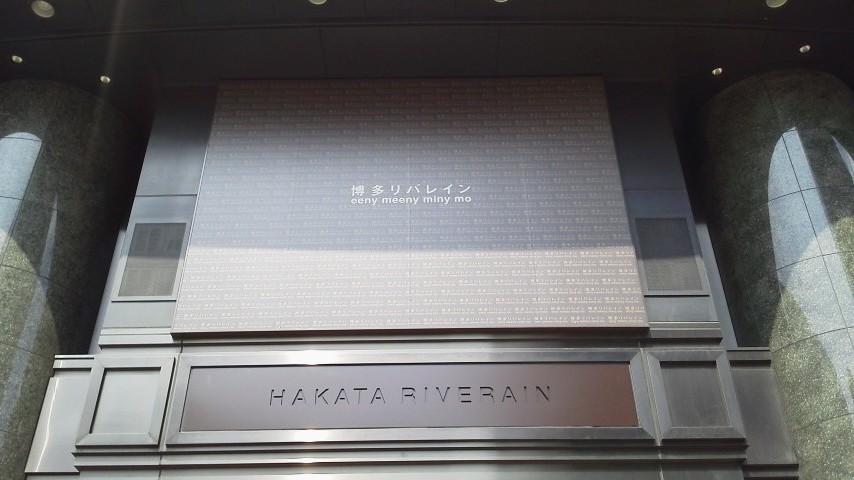 博多リバレイン
eeny meeny miny mo
HAKATA RIVERAIN